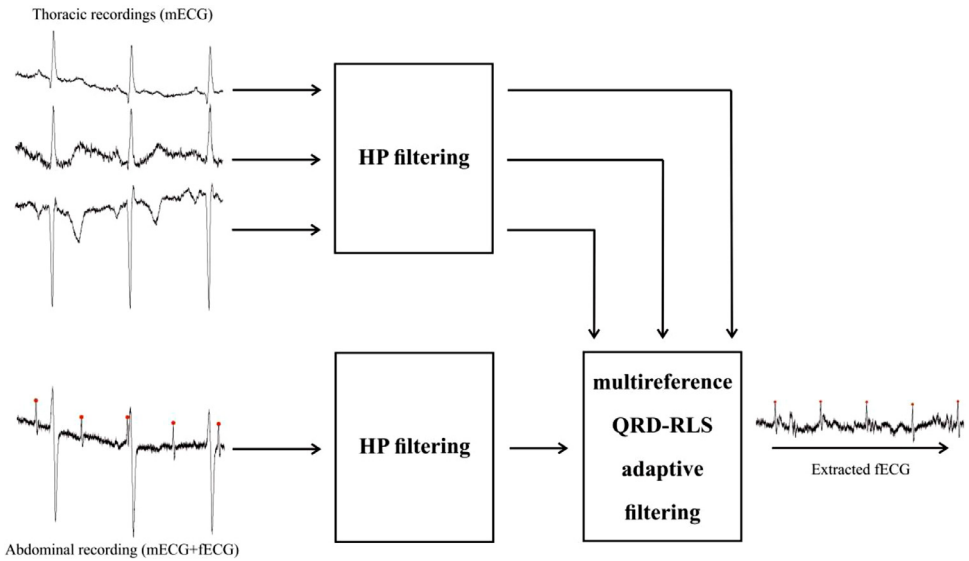 Thoracic recordings (mECG)
HP filtering
HP filtering
multireference
QRD-RLS
adaptive
filtering
Extracted fECG
Abdominal recording (mECG+fECG)